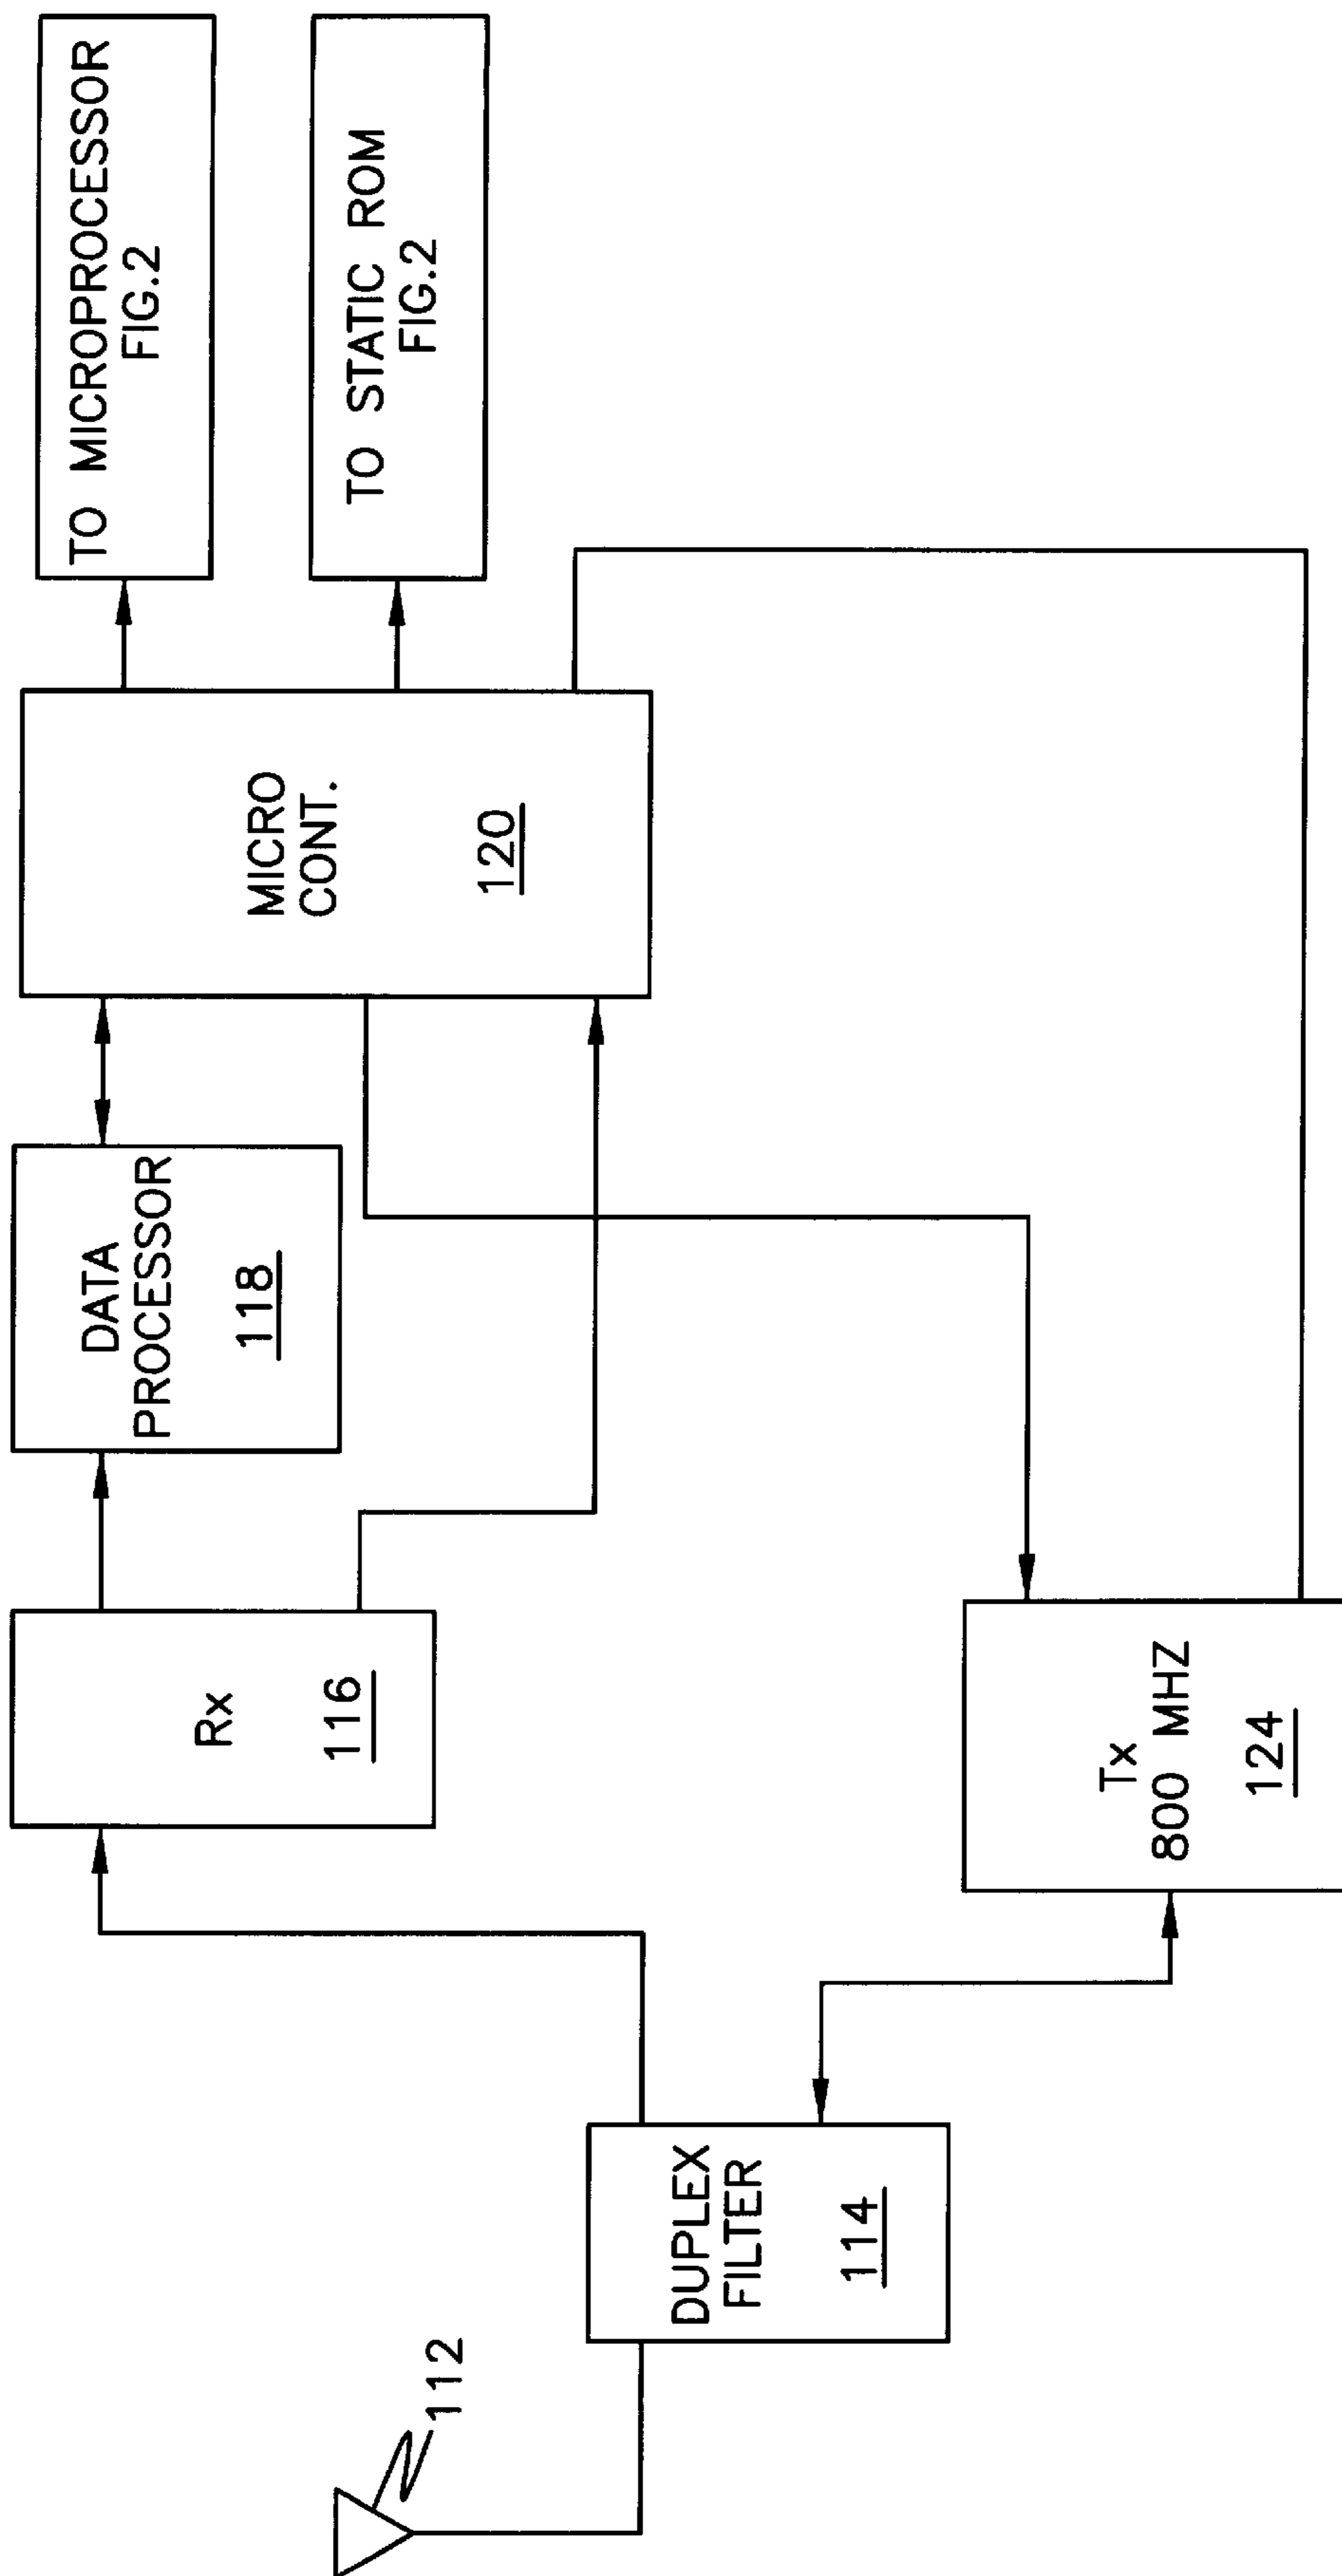 112
DUPLEX
FILTER
114
Rx
116
DATA
PROCESSOR
118
MICRO
CONT.
120
TO MICROPROCESSOR
FIG.2
TO STATIC ROM
FIG.2
Tx
800 MHZ
124